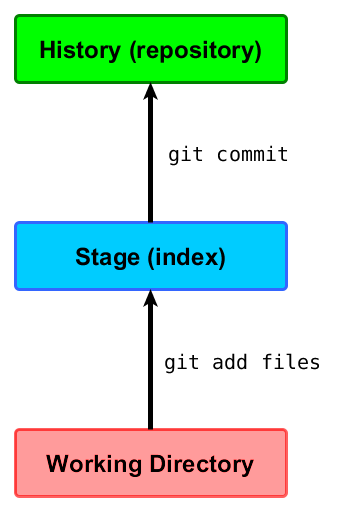 History (repository)
git commit
Stage (index)
git add files
Working Directory